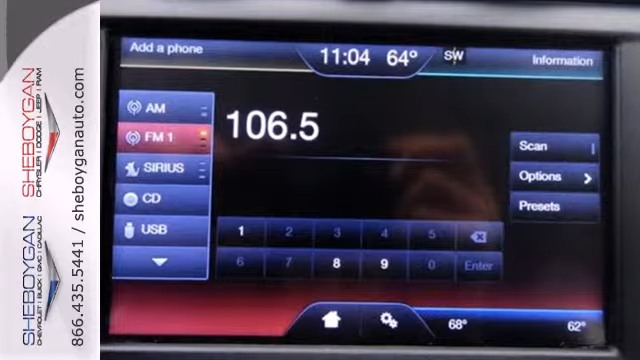 Add a phone
11:04 64° SW
Information
AM
FM 1
SIRIUS
CD
USB
106.5
Scan
Options
Presets
1 2 3 4 5
6 7 8 9 0 Enter
68° 62°
SHEBOYGAN
CHRYSLER | DODGE | JEEP | RAM
SHEBOYGAN
CHEVROLET | BUICK | GMC | CADILLAC
866.435.5441 / sheboyganauto.com